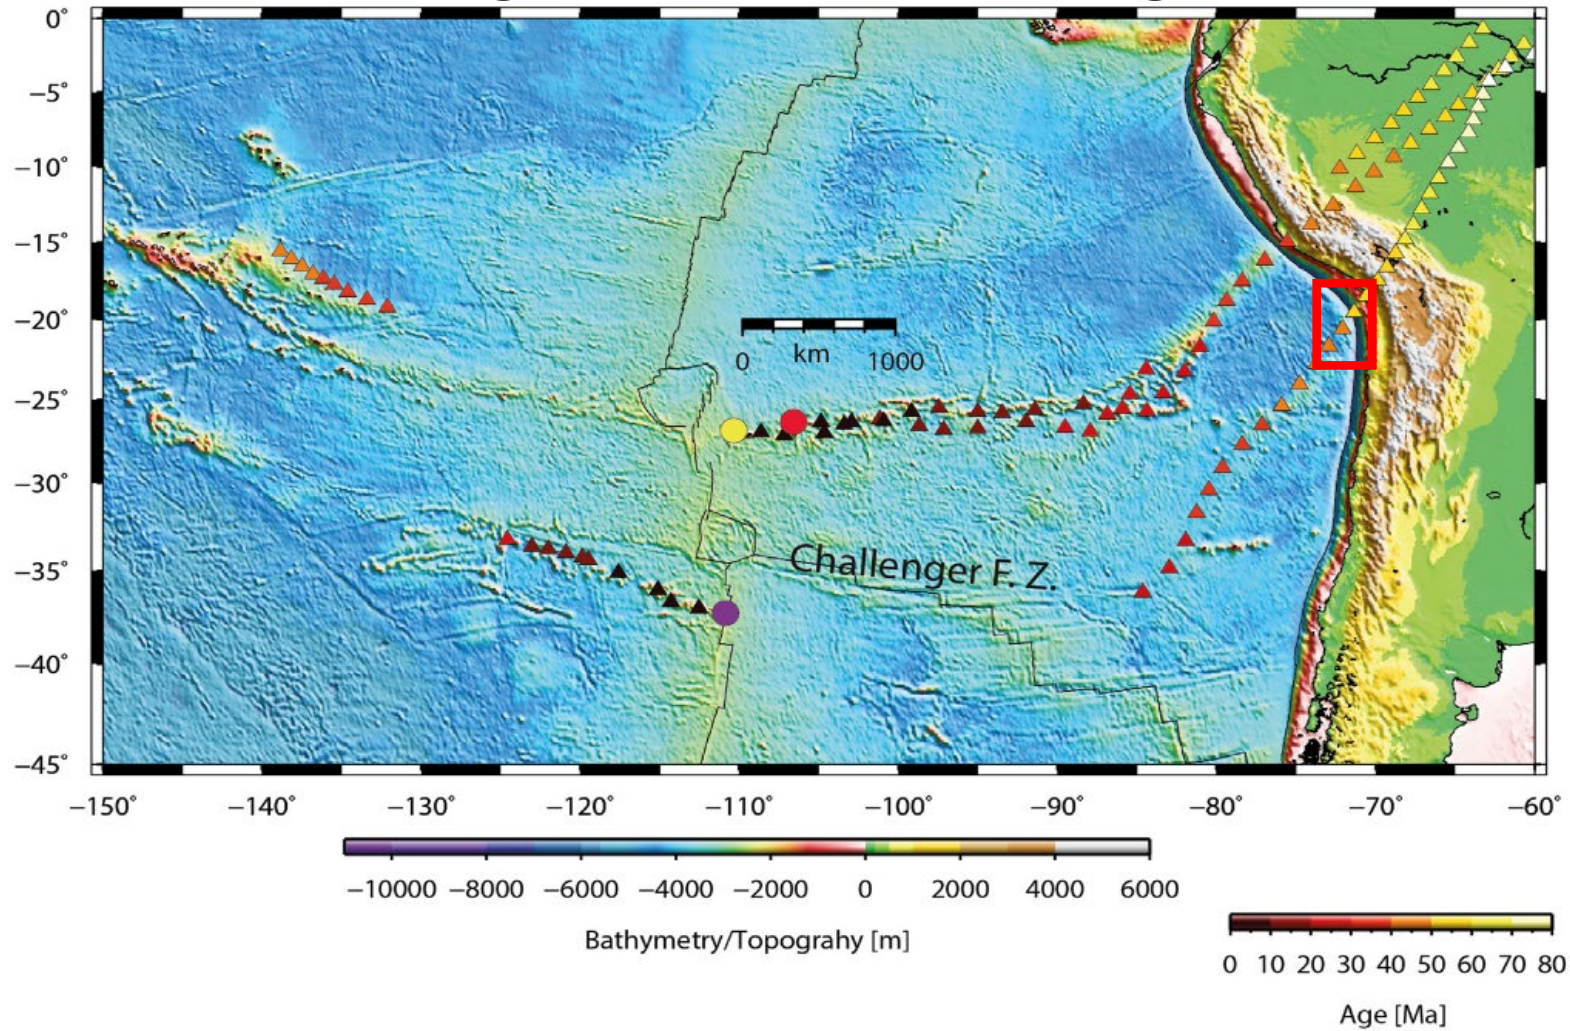 0°
−5°
−10°
−15°
−20°
−25°
−30°
−35°
−40°
−45°
0 km 1000
Challenger F. Z.
−150° −140° −130° −120° −110° −100° −90° −80° −70° −60°
−10000 −8000 −6000 −4000 −2000 0 2000 4000 6000
Bathymetry/Topograhy [m]
0 10 20 30 40 50 60 70 80
Age [Ma]